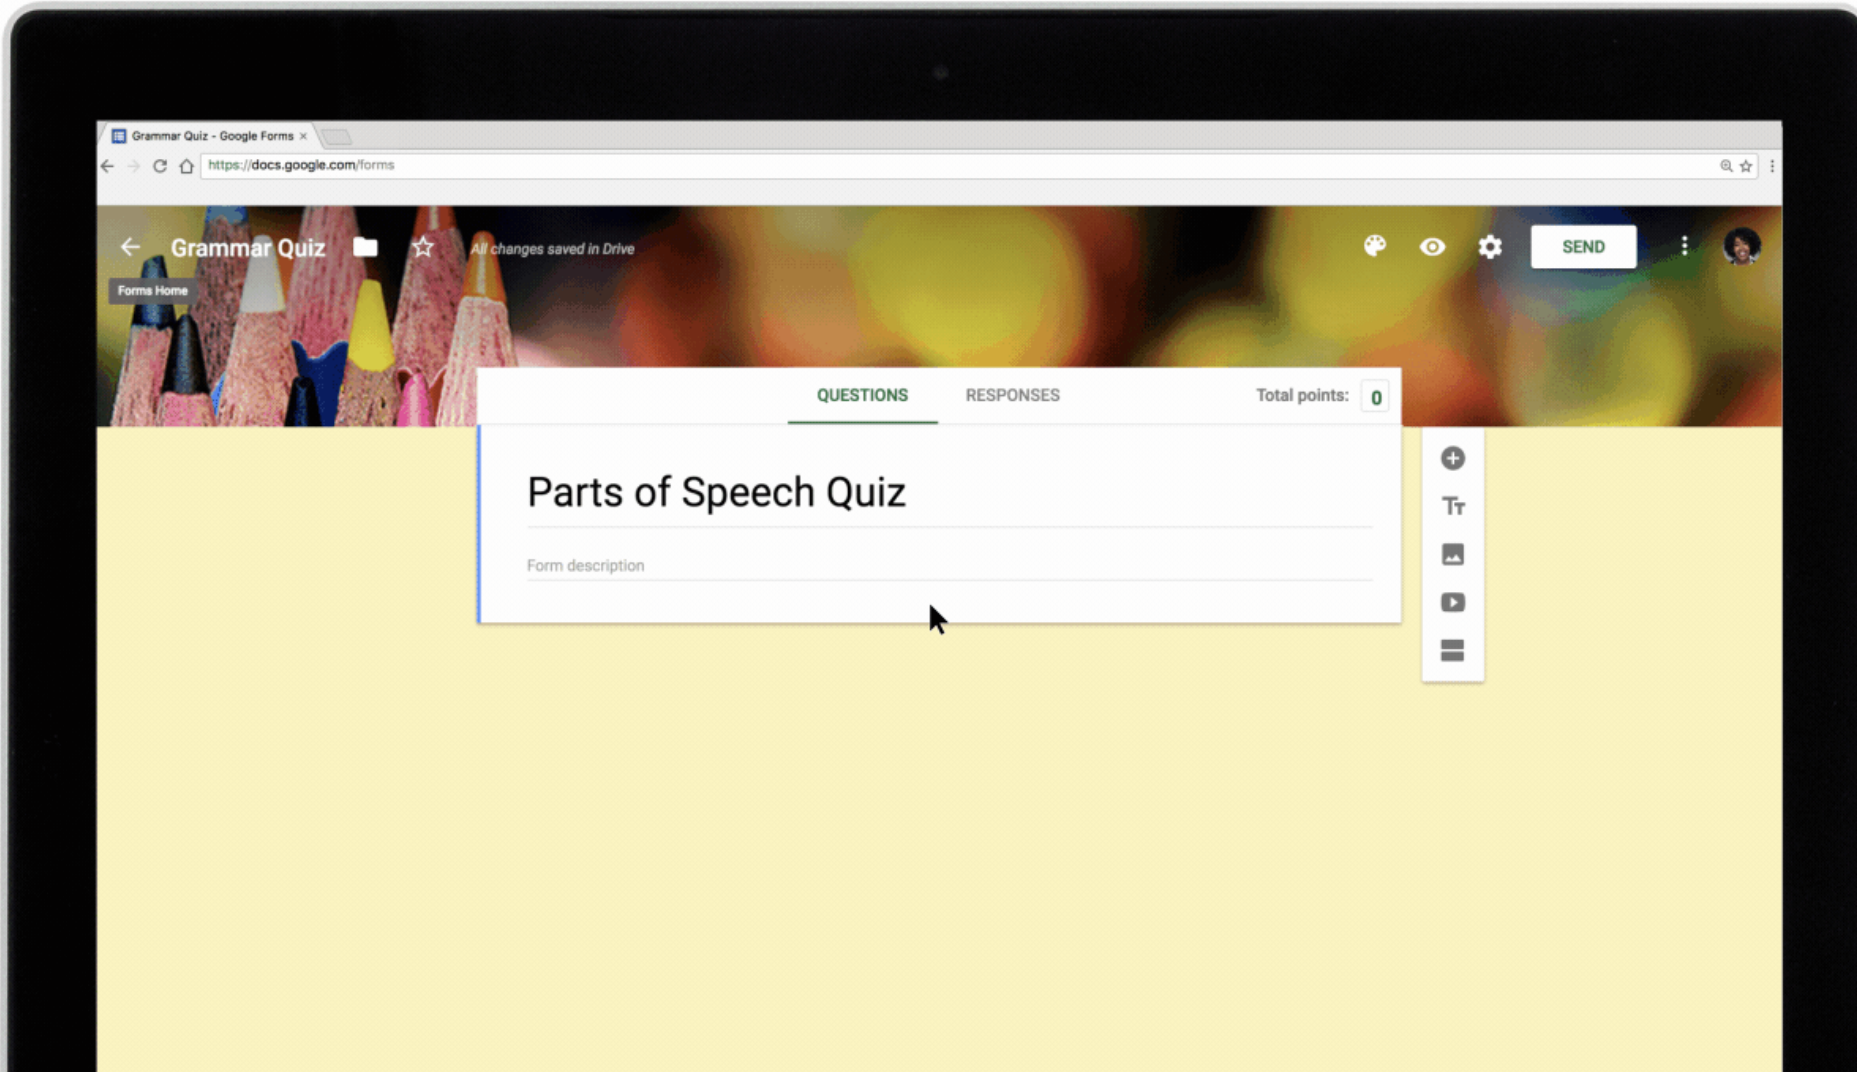 Grammar Quiz - Google Forms
https://docs.google.com/forms
Grammar Quiz
All changes saved in Drive
SEND
Forms Home
QUESTIONS RESPONSES Total points: 0
Parts of Speech Quiz
Form description
Tт